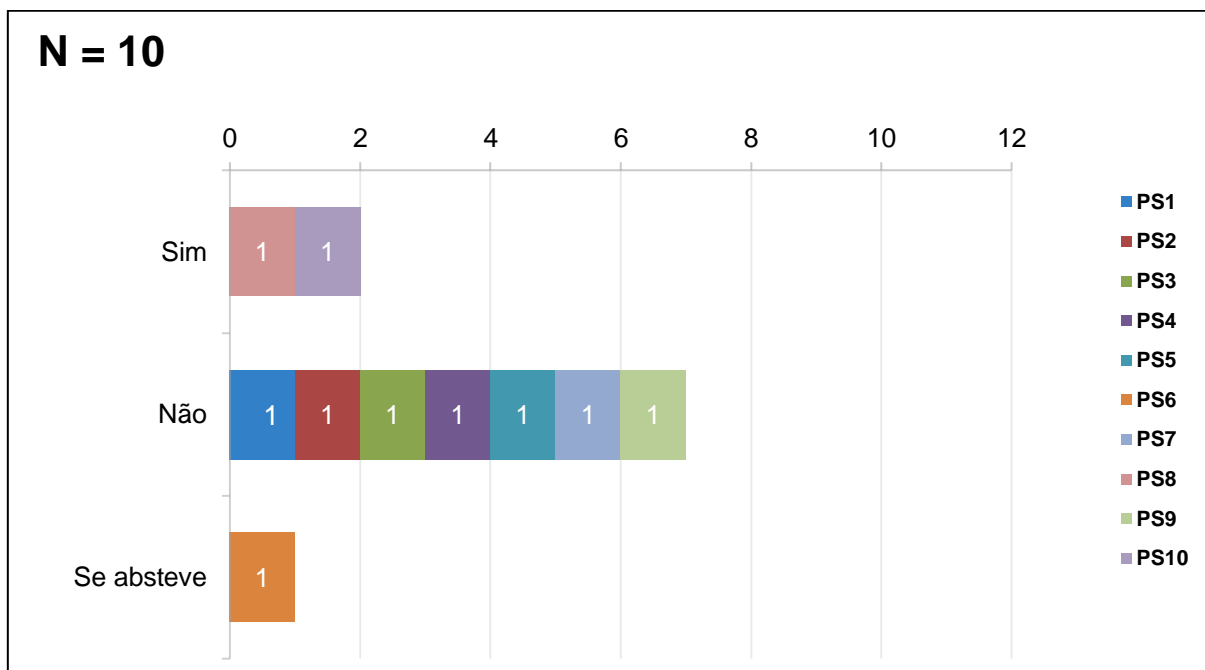 N = 10
0 2 4 6 8 10 12
Sim
1 1
Não
1 1 1 1 1 1 1
Se absteve
1
PS1
PS2
PS3
PS4
PS5
PS6
PS7
PS8
PS9
PS10